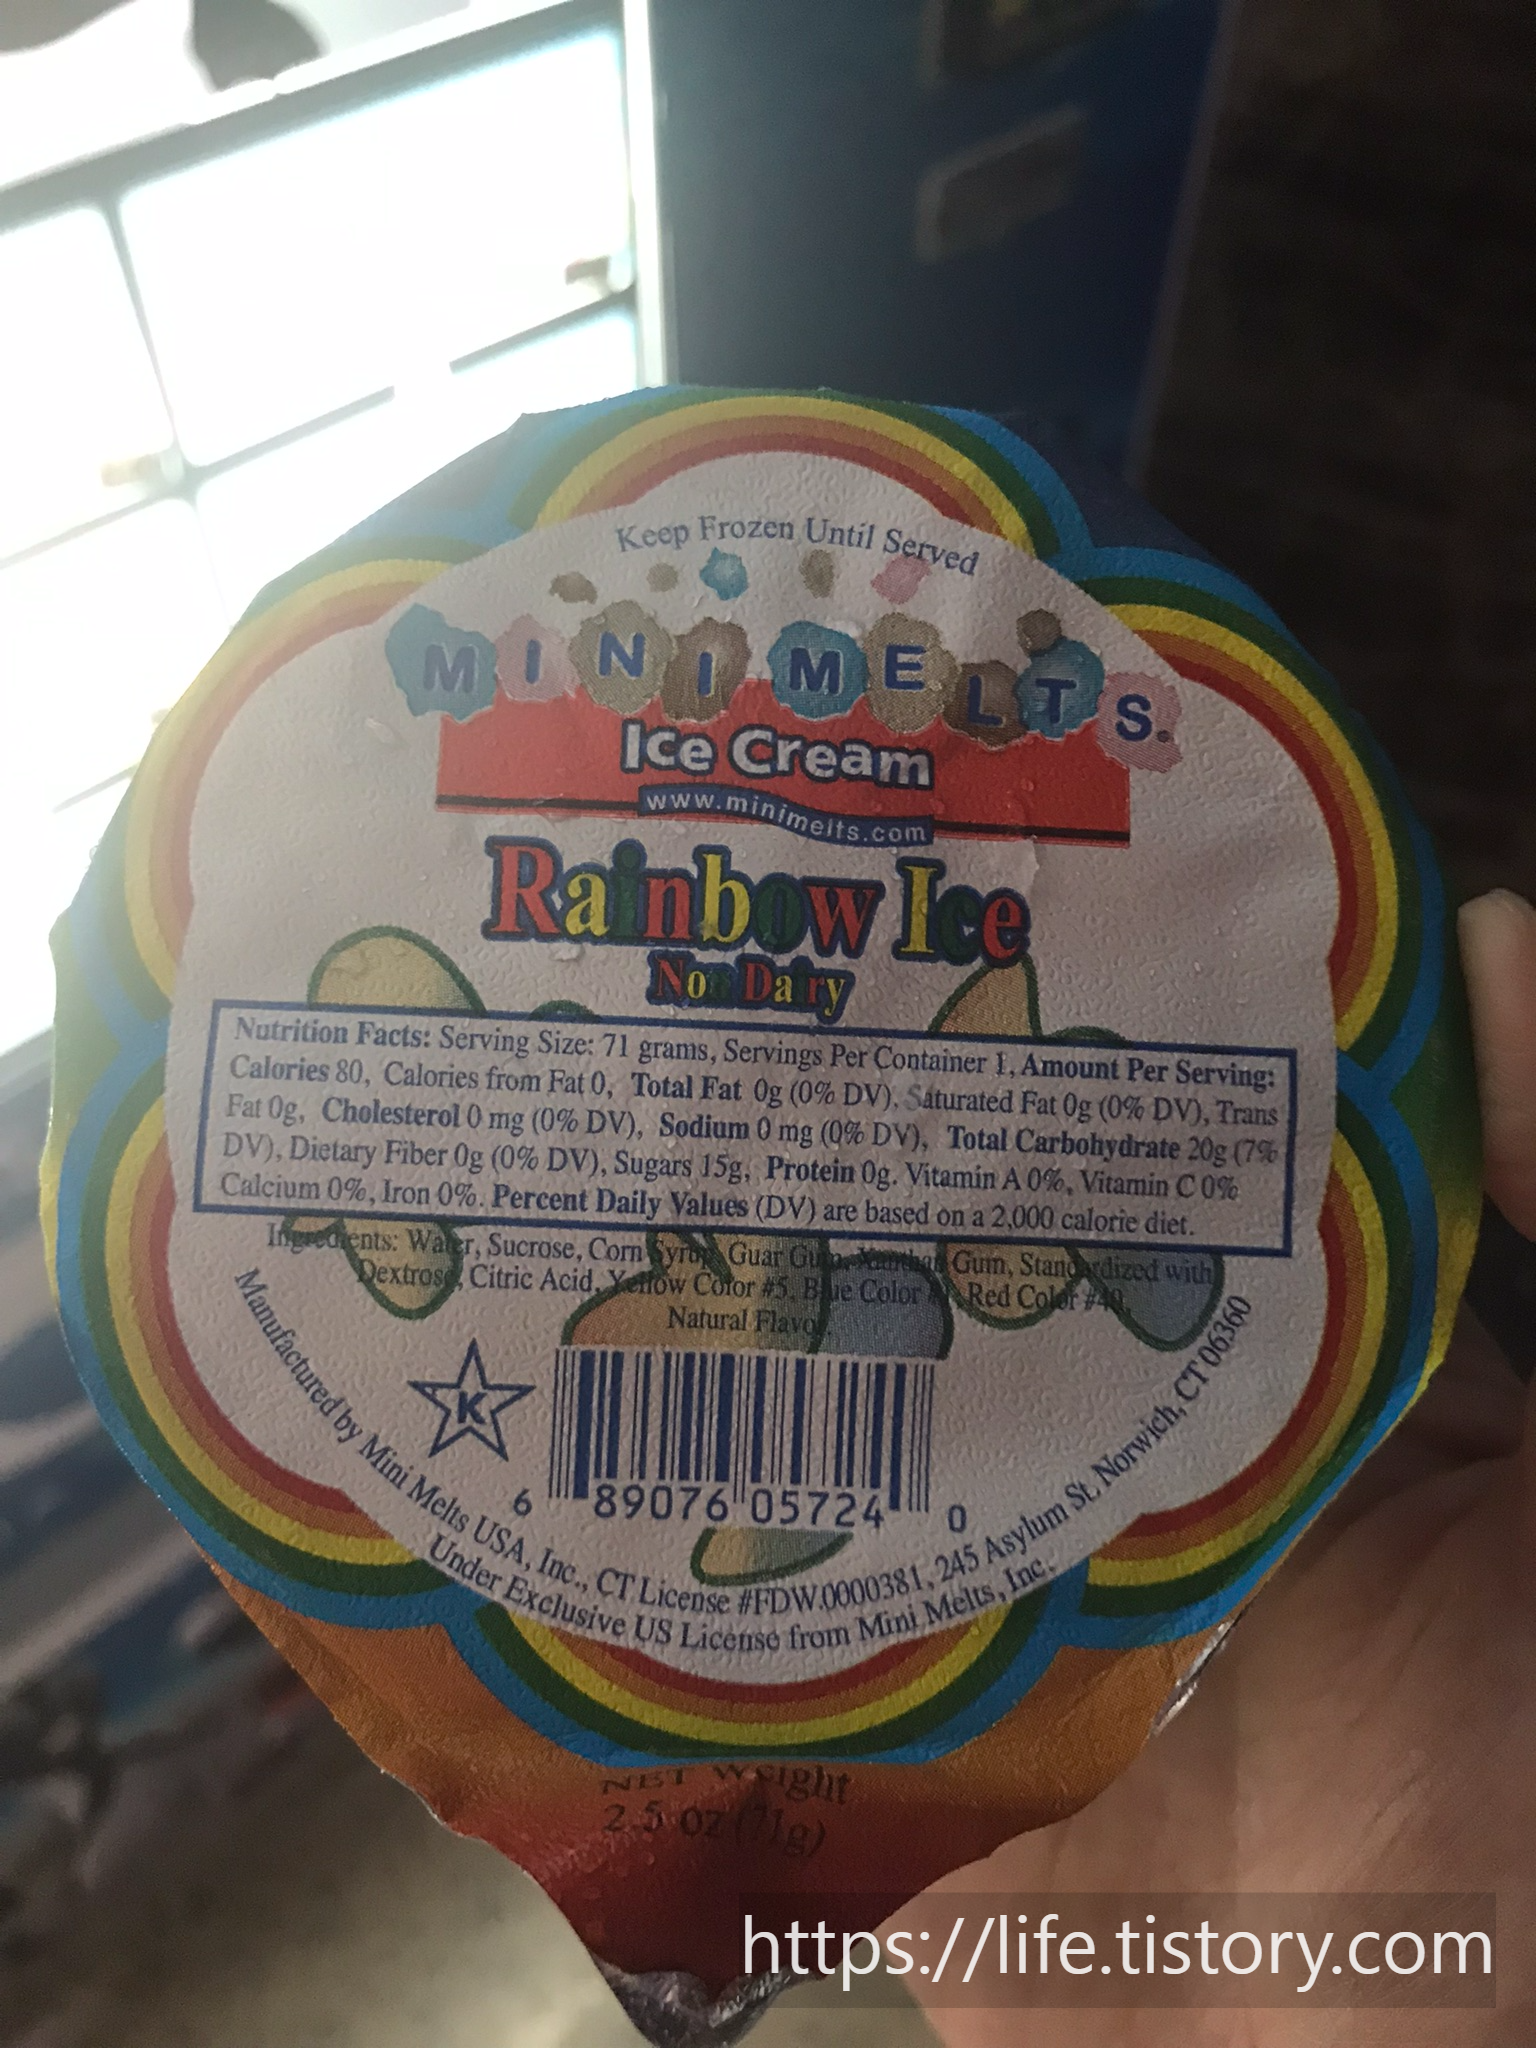 Keep Frozen Until Served
MINI MELTS.
Ice Cream
www.minimelts.com
Rainbow Ice
Non Dairy
Nutrition Facts: Serving Size: 71 grams, Servings Per Container 1, Amount Per Serving:
Calories 80, Calories from Fat 0, Total Fat 0g (0% DV), Saturated Fat 0g (0% DV), Trans
Fat 0g, Cholesterol 0 mg (0% DV), Sodium 0 mg (0% DV), Total Carbohydrate 20g (7%
DV), Dietary Fiber 0g (0% DV), Sugars 15g, Protein 0g. Vitamin A 0%, Vitamin C 0%
Calcium 0%, Iron 0%. Percent Daily Values (DV) are based on a 2,000 calorie diet.
Ingredients: Water, Sucrose, Corn Syrup, Guar Gum, Xanthan Gum, Standardized with
Dextrose, Citric Acid, Yellow Color #5, Blue Color #1, Red Color #40,
Natural Flavor.
K
6 89076 05724 0
Manufactured by Mini Melts USA, Inc., CT License #FDW.0000381, 245 Asylum St, Norwich, CT 06360
Under Exclusive US License from Mini Melts, Inc.
NET Weight
2.5 oz (71g)
https://life.tistory.com